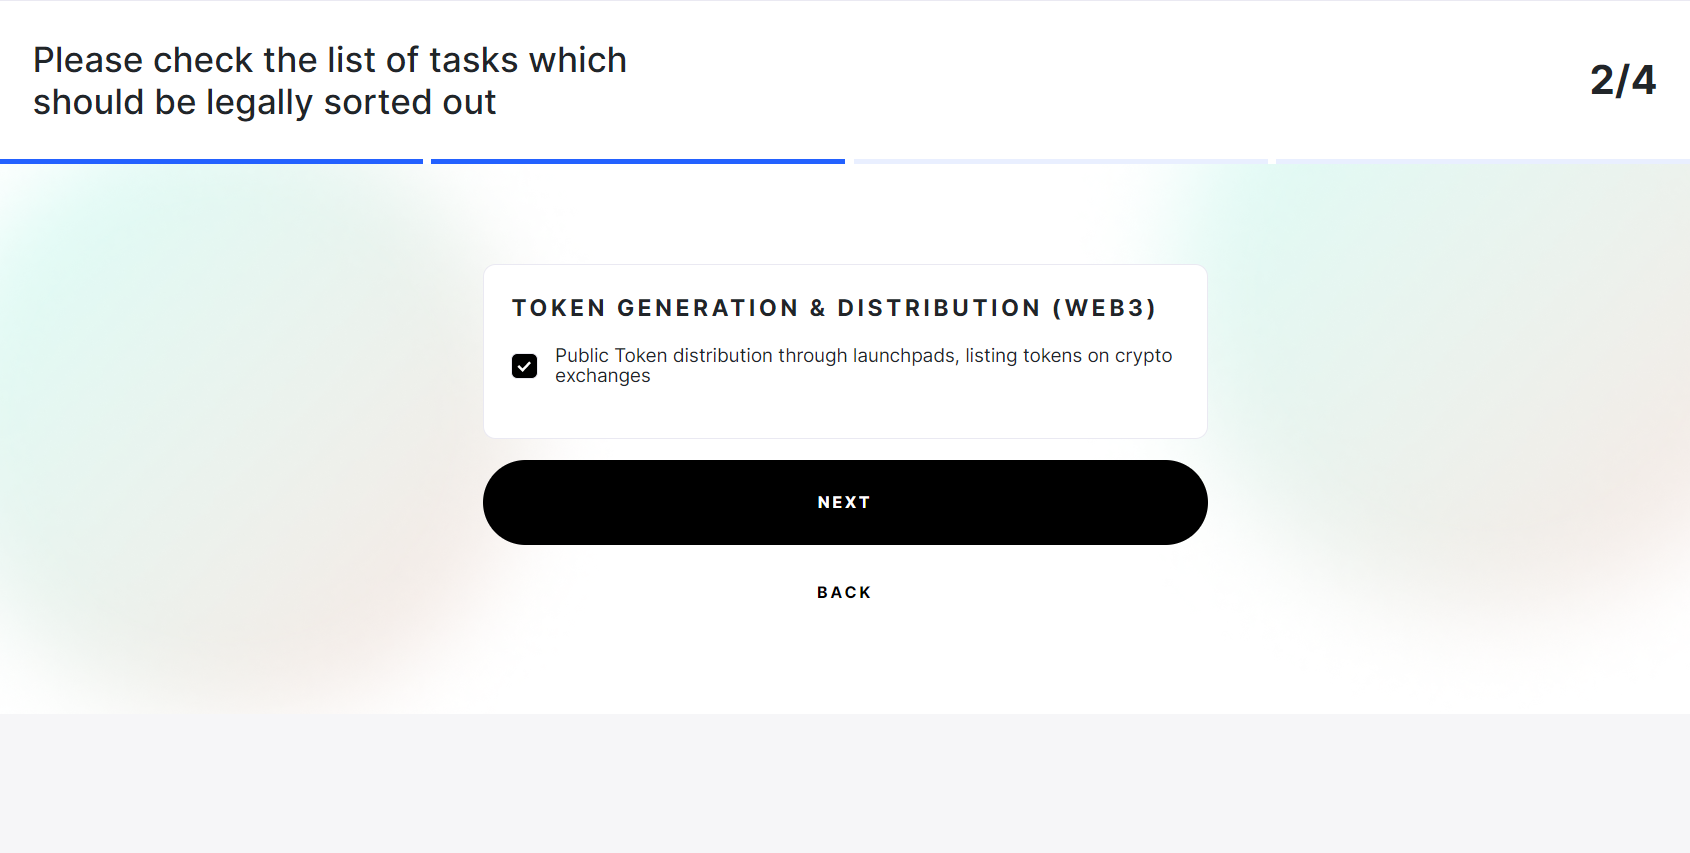 Please check the list of tasks which
should be legally sorted out
2/4
TOKEN GENERATION & DISTRIBUTION (WEB3)
Public Token distribution through launchpads, listing tokens on crypto
exchanges
NEXT
BACK